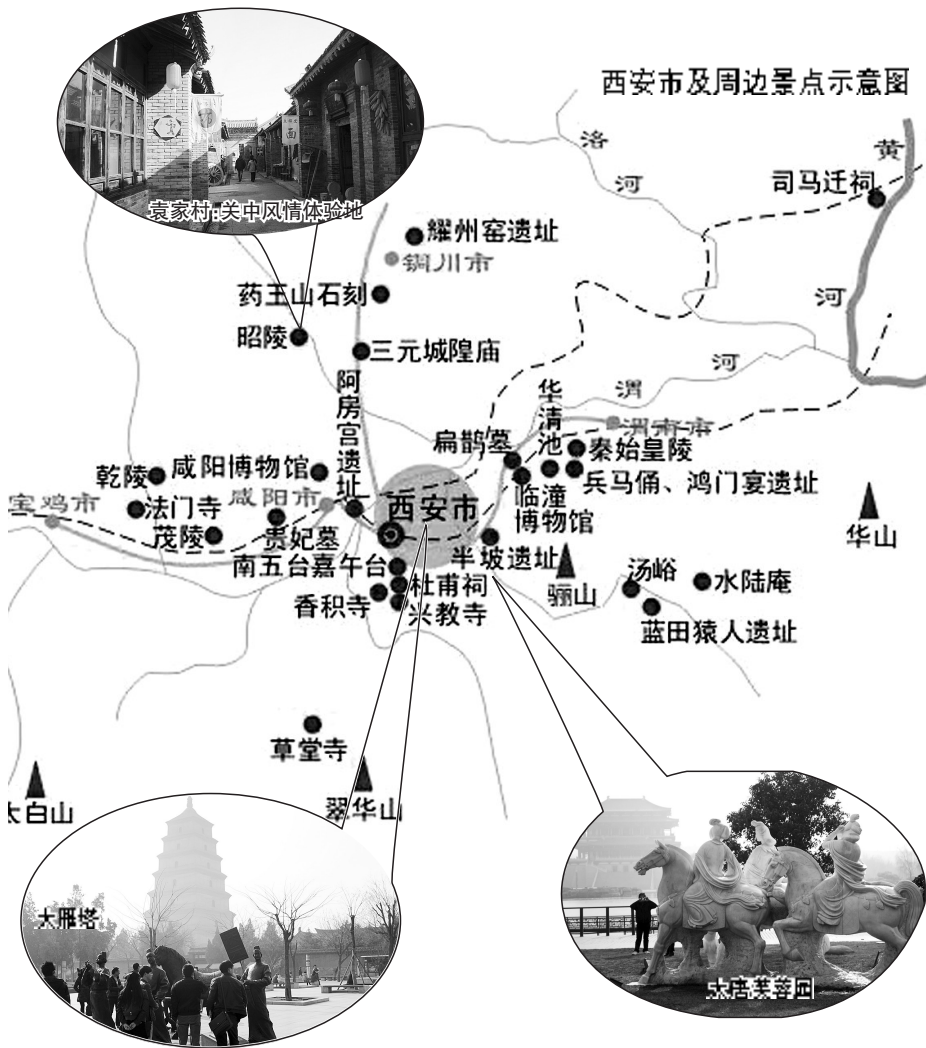 西安市及周边景点示意图
洛
河
黄
河
司马迁祠
袁家村:关中风情体验地
耀州窑遗址
铜川市
药王山石刻
昭陵
三元城隍庙
阿房宫遗址
渭
河
华清池
渭南市
扁鹊墓
秦始皇陵
兵马俑、鸿门宴遗址
临潼
博物馆
乾陵
咸阳博物馆
宝鸡市
法门寺
咸阳市
茂陵
贵妃墓
西安市
半坡遗址
华山
南五台嘉午台
杜甫祠
香积寺
兴教寺
骊山
汤峪
水陆庵
蓝田猿人遗址
草堂寺
太白山
翠华山
大雁塔
大唐芙蓉园
面